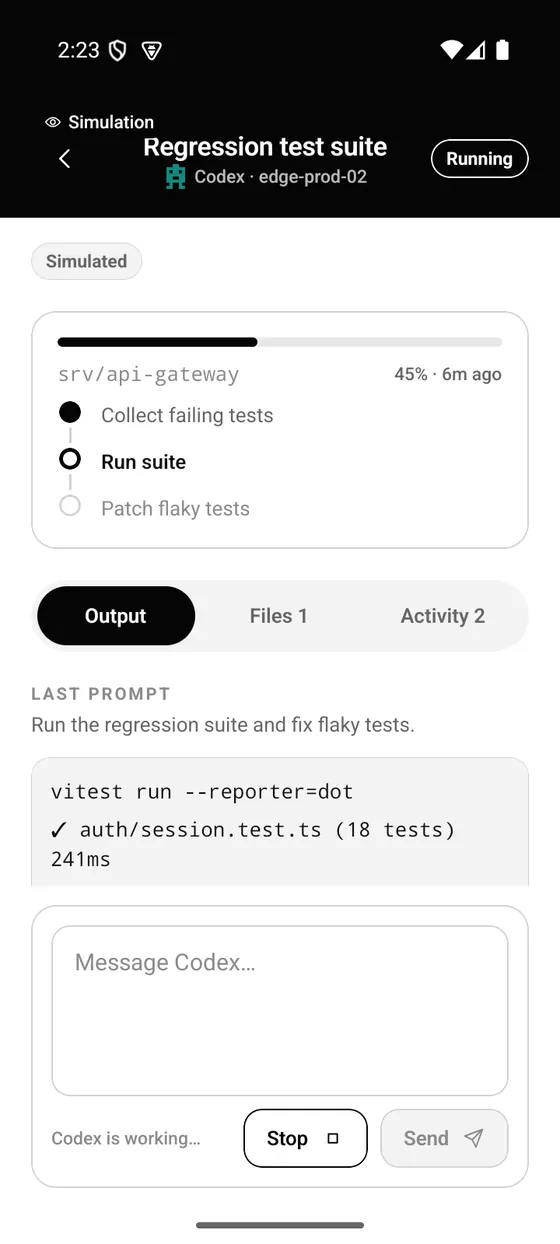 2:23
Simulation
Regression test suite
Codex · edge-prod-02
Running
Simulated
srv/api-gateway
45% · 6m ago
Collect failing tests
Run suite
Patch flaky tests
Output
Files 1
Activity 2
LAST PROMPT
Run the regression suite and fix flaky tests.
vitest run --reporter=dot
✓ auth/session.test.ts (18 tests)
241ms
Message Codex…
Codex is working…
Stop
Send